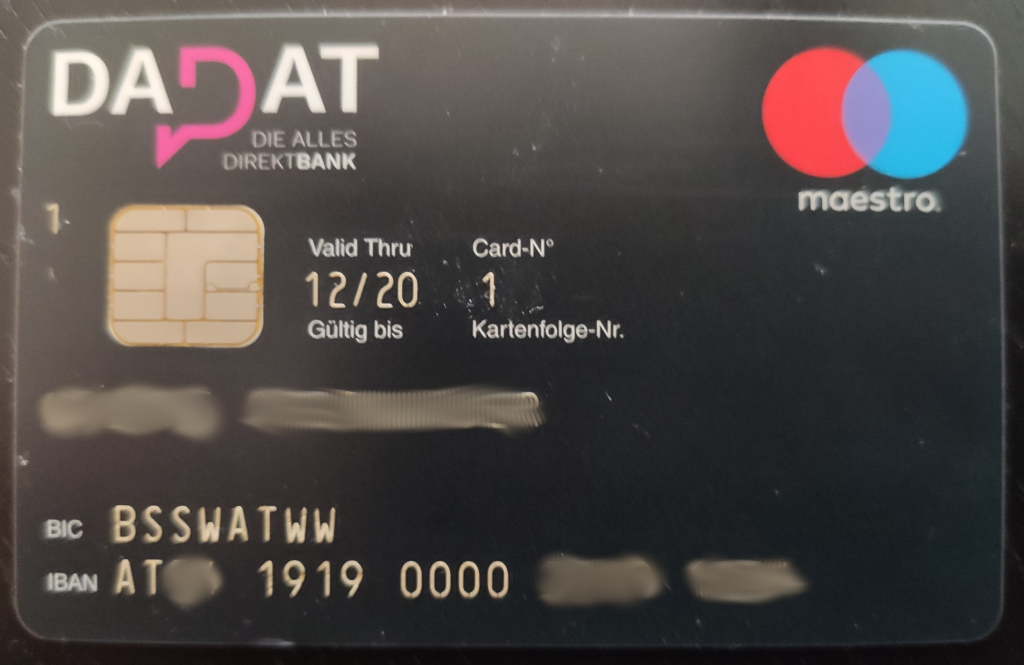 DADAT
DIE ALLES
DIREKTBANK
maestro.
1
Valid Thru Card-N°
12/20 1
Gültig bis Kartenfolge-Nr.
BIC BSSWATWW
IBAN AT 1919 0000